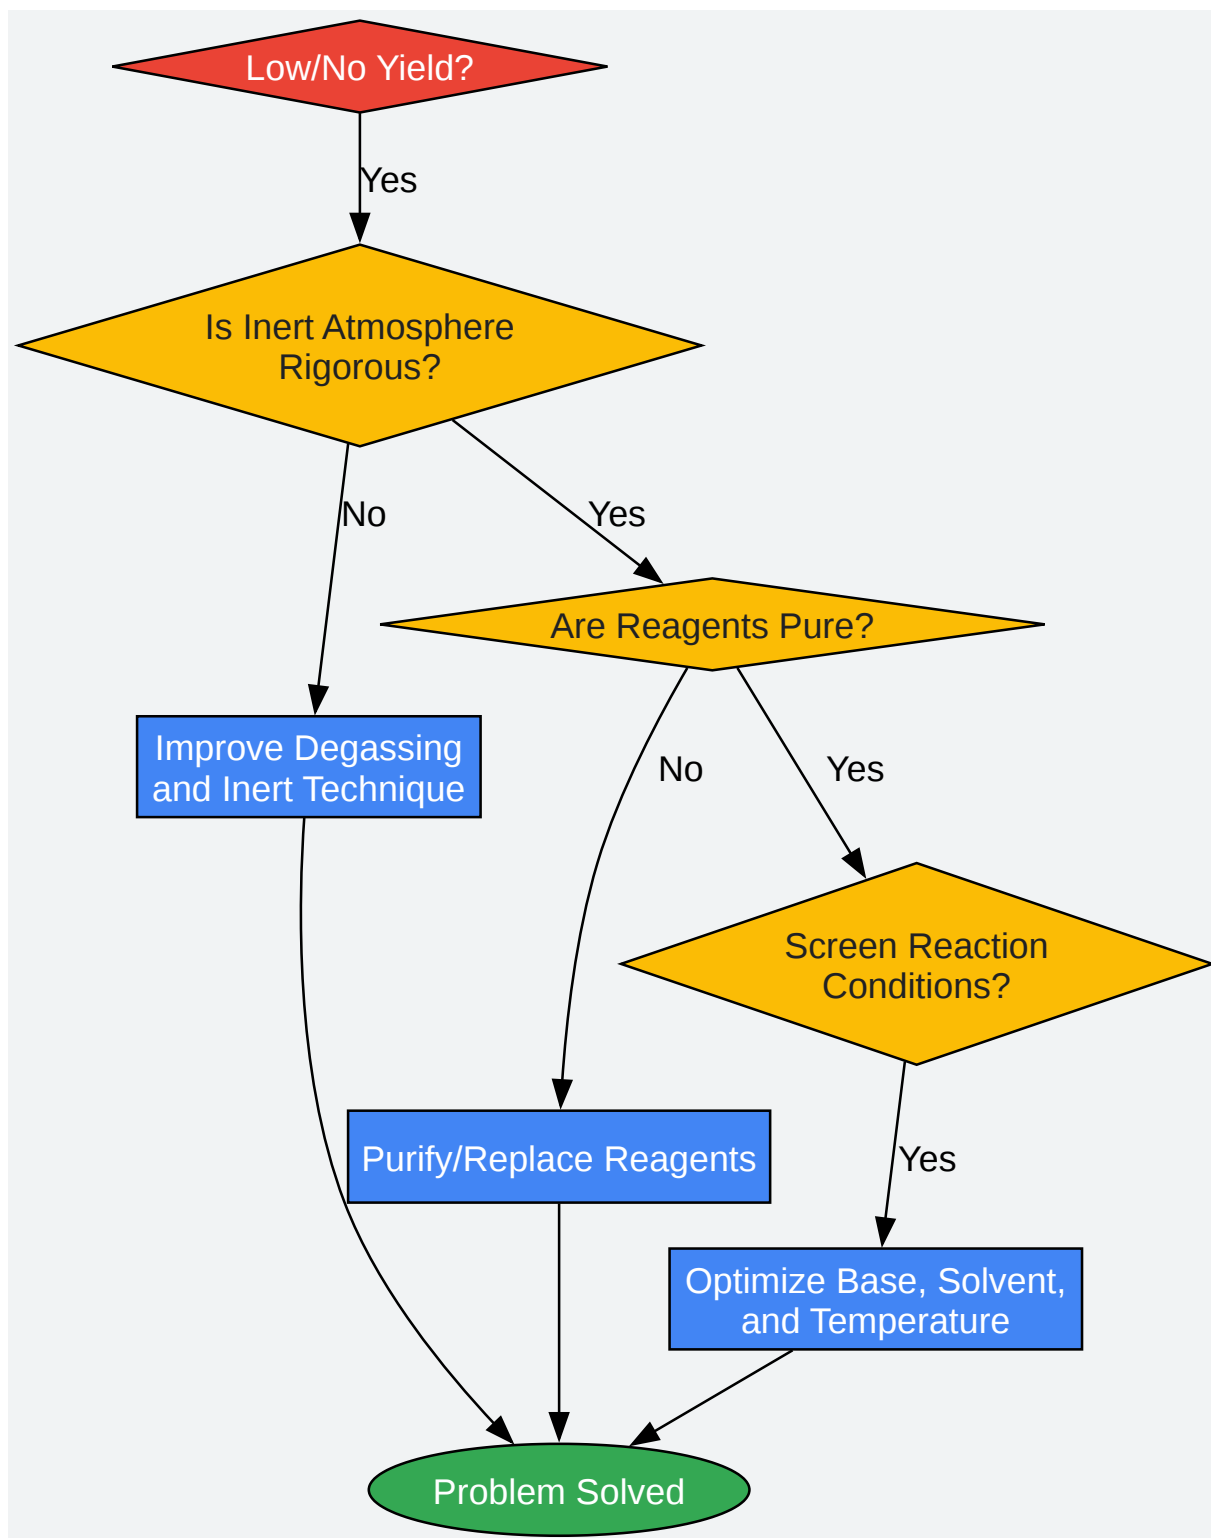 Low/No Yield?
Yes
Is Inert Atmosphere
Rigorous?
No
Yes
Are Reagents Pure?
Improve Degassing
and Inert Technique
No
Yes
Screen Reaction
Conditions?
Purify/Replace Reagents
Yes
Optimize Base, Solvent,
and Temperature
Problem Solved